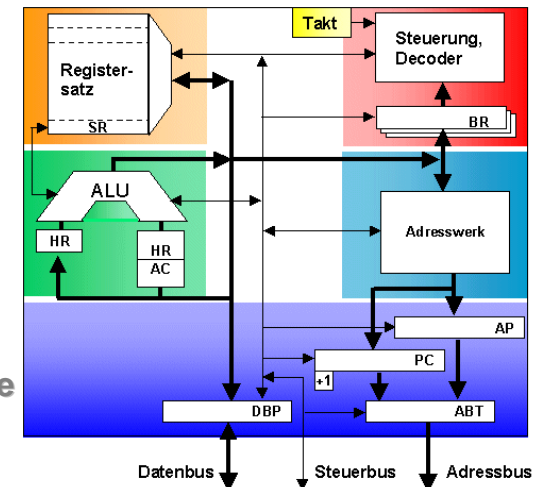 Takt
Steuerung,
Decoder
Register-
satz
SR
BR
ALU
HR
HR
AC
Adresswerk
AP
PC
+1
e
DBP
ABT
Datenbus
Steuerbus
Adressbus